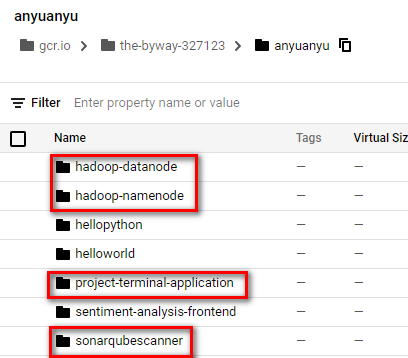 anyuanyu
gcr.io > the-byway-327123 > anyuanyu
Filter Enter property name or value
Name Tags Virtual Siz
hadoop-datanode — —
hadoop-namenode — —
hellopython — —
helloworld — —
project-terminal-application — —
sentiment-analysis-frontend — —
sonarqubescanner — —